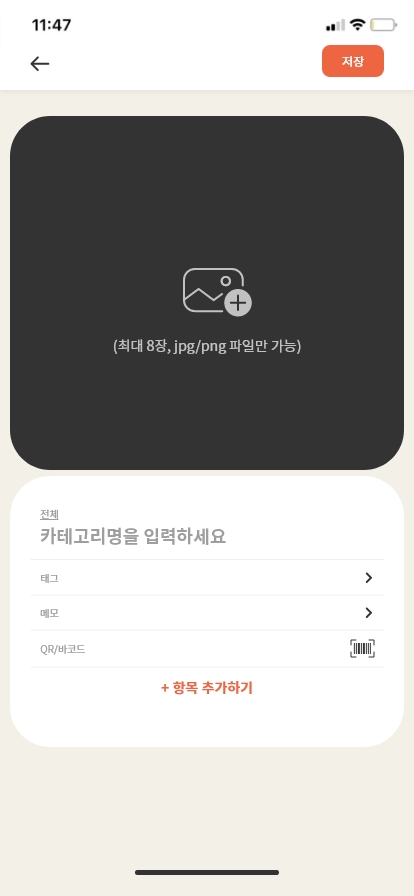 11:47
저장
(최대 8장, jpg/png 파일만 가능)
전체
카테고리명을 입력하세요
태그
메모
QR/바코드
+ 항목 추가하기